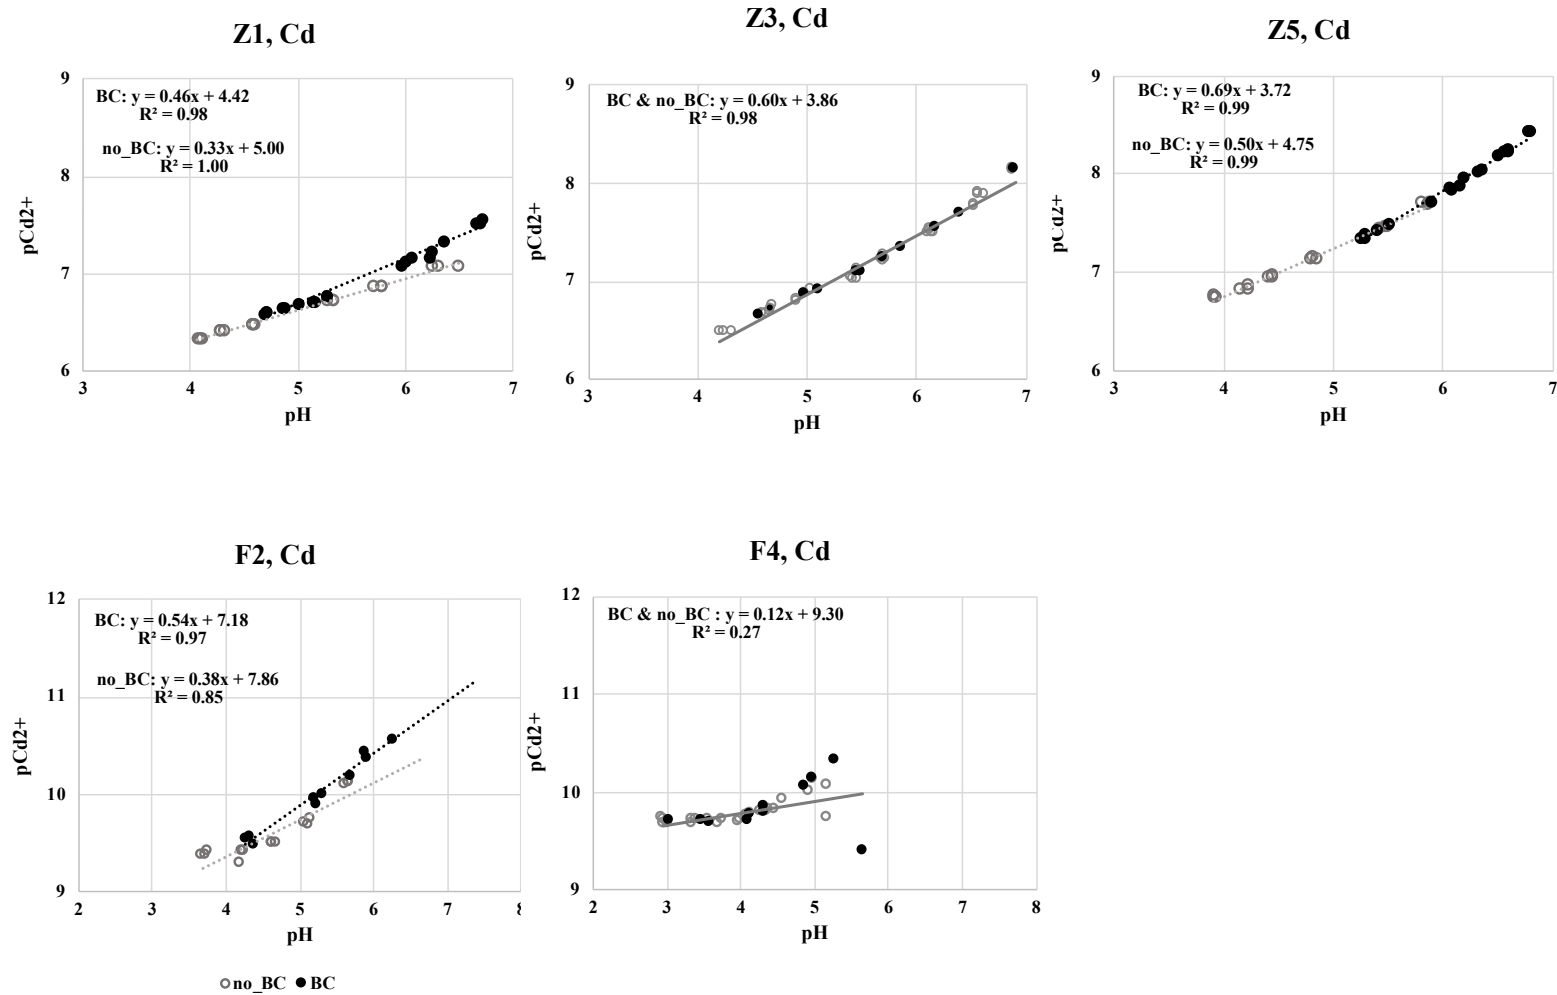 Z1, Cd
BC: y = 0.46x + 4.42
R² = 0.98
no_BC: y = 0.33x + 5.00
R² = 1.00
9
8
7
6
3 4 5 6 7
pCd2+
pH
Z3, Cd
BC & no_BC: y = 0.60x + 3.86
R² = 0.98
9
8
7
6
3 4 5 6 7
pCd2+
pH
Z5, Cd
BC: y = 0.69x + 3.72
R² = 0.99
no_BC: y = 0.50x + 4.75
R² = 0.99
9
8
7
6
3 4 5 6 7
pCd2+
pH
F2, Cd
BC: y = 0.54x + 7.18
R² = 0.97
no_BC: y = 0.38x + 7.86
R² = 0.85
12
11
10
9
2 3 4 5 6 7 8
pCd2+
pH
F4, Cd
BC & no_BC : y = 0.12x + 9.30
R² = 0.27
12
11
10
9
2 3 4 5 6 7 8
pCd2+
pH
no_BC BC